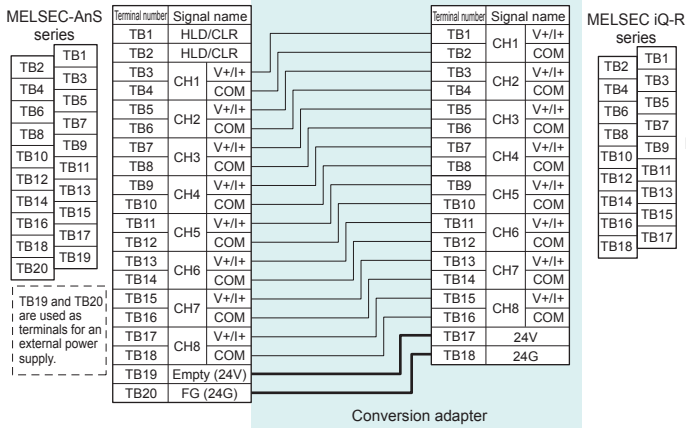 MELSEC-AnS
series
TB1
TB2
TB3
TB4
TB5
TB6
TB7
TB8
TB9
TB10
TB11
TB12
TB13
TB14
TB15
TB16
TB17
TB18
TB19
TB20
TB19 and TB20
are used as
terminals for an
external power
supply.
Terminal number Signal name
TB1 HLD/CLR
TB2 HLD/CLR
TB3 CH1 V+/I+
TB4 COM
TB5 CH2 V+/I+
TB6 COM
TB7 CH3 V+/I+
TB8 COM
TB9 CH4 V+/I+
TB10 COM
TB11 CH5 V+/I+
TB12 COM
TB13 CH6 V+/I+
TB14 COM
TB15 CH7 V+/I+
TB16 COM
TB17 CH8 V+/I+
TB18 COM
TB19 Empty (24V)
TB20 FG (24G)
Terminal number Signal name
TB1 CH1 V+/I+
TB2 COM
TB3 CH2 V+/I+
TB4 COM
TB5 CH3 V+/I+
TB6 COM
TB7 CH4 V+/I+
TB8 COM
TB9 CH5 V+/I+
TB10 COM
TB11 CH6 V+/I+
TB12 COM
TB13 CH7 V+/I+
TB14 COM
TB15 CH8 V+/I+
TB16 COM
TB17 24V
TB18 24G
Conversion adapter
MELSEC iQ-R
series
TB1
TB2
TB3
TB4
TB5
TB6
TB7
TB8
TB9
TB10
TB11
TB12
TB13
TB14
TB15
TB16
TB17
TB18